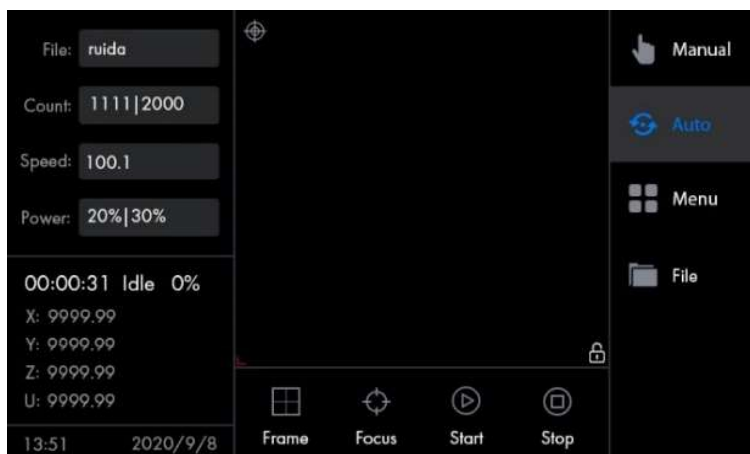 File: ruida
Count: 1111|2000
Speed: 100.1
Power: 20%|30%
00:00:31 Idle 0%
X: 9999.99
Y: 9999.99
Z: 9999.99
U: 9999.99
13:51 2020/9/8
Frame Focus Start Stop
Manual
Auto
Menu
File